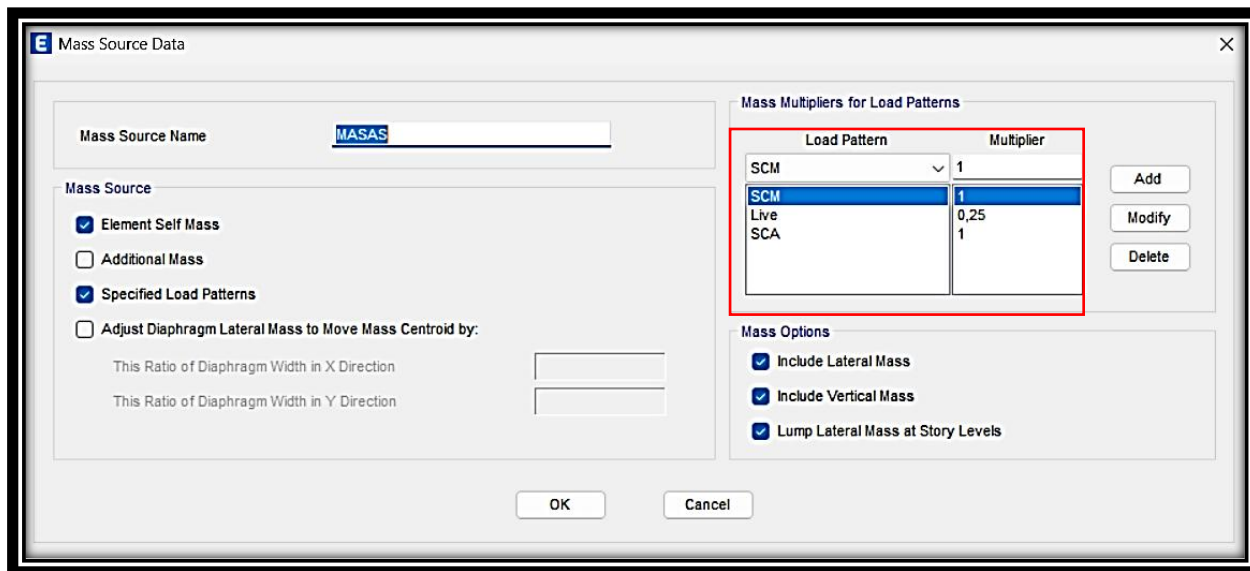 E Mass Source Data
Mass Source Name MASAS
Mass Source
Element Self Mass
Additional Mass
Specified Load Patterns
Adjust Diaphragm Lateral Mass to Move Mass Centroid by:
This Ratio of Diaphragm Width in X Direction
This Ratio of Diaphragm Width in Y Direction
Mass Multipliers for Load Patterns
Load Pattern Multiplier
SCM 1
SCM 1
Live 0,25
SCA 1
Add
Modify
Delete
Mass Options
Include Lateral Mass
Include Vertical Mass
Lump Lateral Mass at Story Levels
OK Cancel